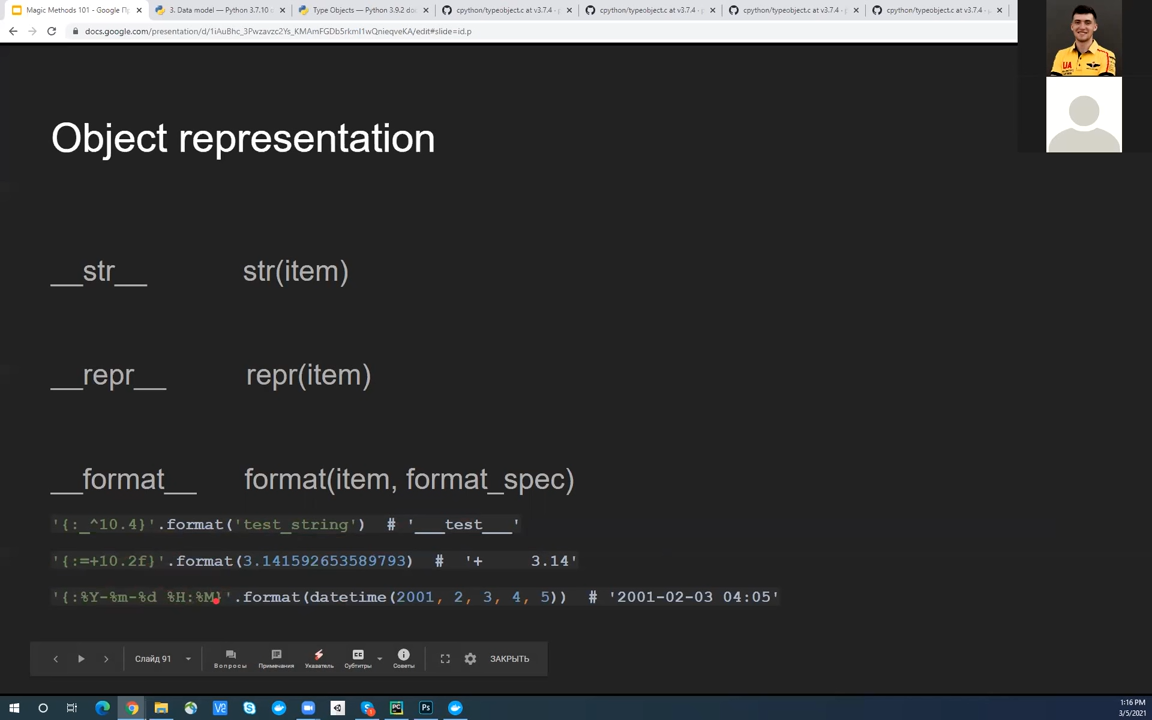 Magic Methods 101 - Google П
3. Data model — Python 3.7.10 d
Type Objects — Python 3.9.2 do
cpython/typeobject.c at v3.7.4 · p
cpython/typeobject.c at v3.7.4 ·
cpython/typeobject.c at v3.7.4 · p
cpython/typeobject.c at v3.7.4 ·
docs.google.com/presentation/d/1iAuBhc_3Pwzavzc2Ys_KMAmFGDb5rkmI1wQnieqveKA/edit#slide=id.p
UA
Object representation
__str__ str(item)
__repr__ repr(item)
__format__ format(item, format_spec)
'{:_^10.4}'.format('test_string') # '___test___'
'{:=+10.2f}'.format(3.141592653589793) # '+     3.14'
'{:%Y-%m-%d %H:%M}'.format(datetime(2001, 2, 3, 4, 5)) # '2001-02-03 04:05'
Слайд 91
Вопросы
Примечания
Указатель
Субтитры
Советы
ЗАКРЫТЬ
1:16 PM
3/5/2021